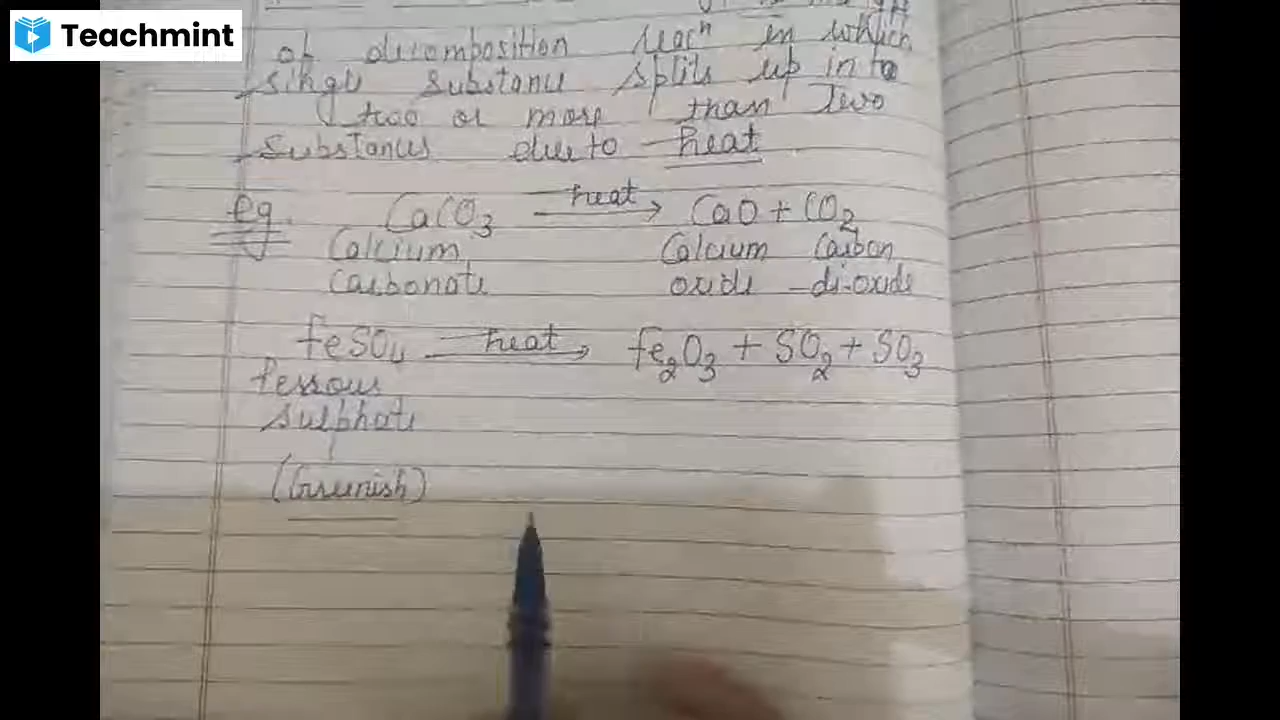 Teachmint
of decomposition reacn in which
single substance splits up into
two or more than two
substances due to heat
eg. CaCO3 heat → CaO + CO2
Calcium Calcium Carbon
Carbonate oxide di-oxide
FeSO4 heat → Fe2O3 + SO2 + SO3
Ferrous
sulphate
(Greenish)